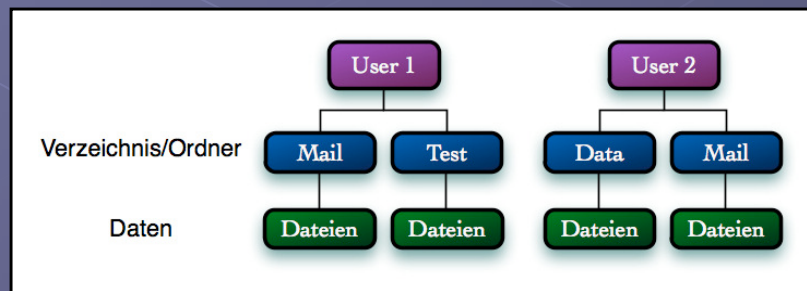 User 1 User 2
Verzeichnis/Ordner Mail Test Data Mail
Daten Dateien Dateien Dateien Dateien